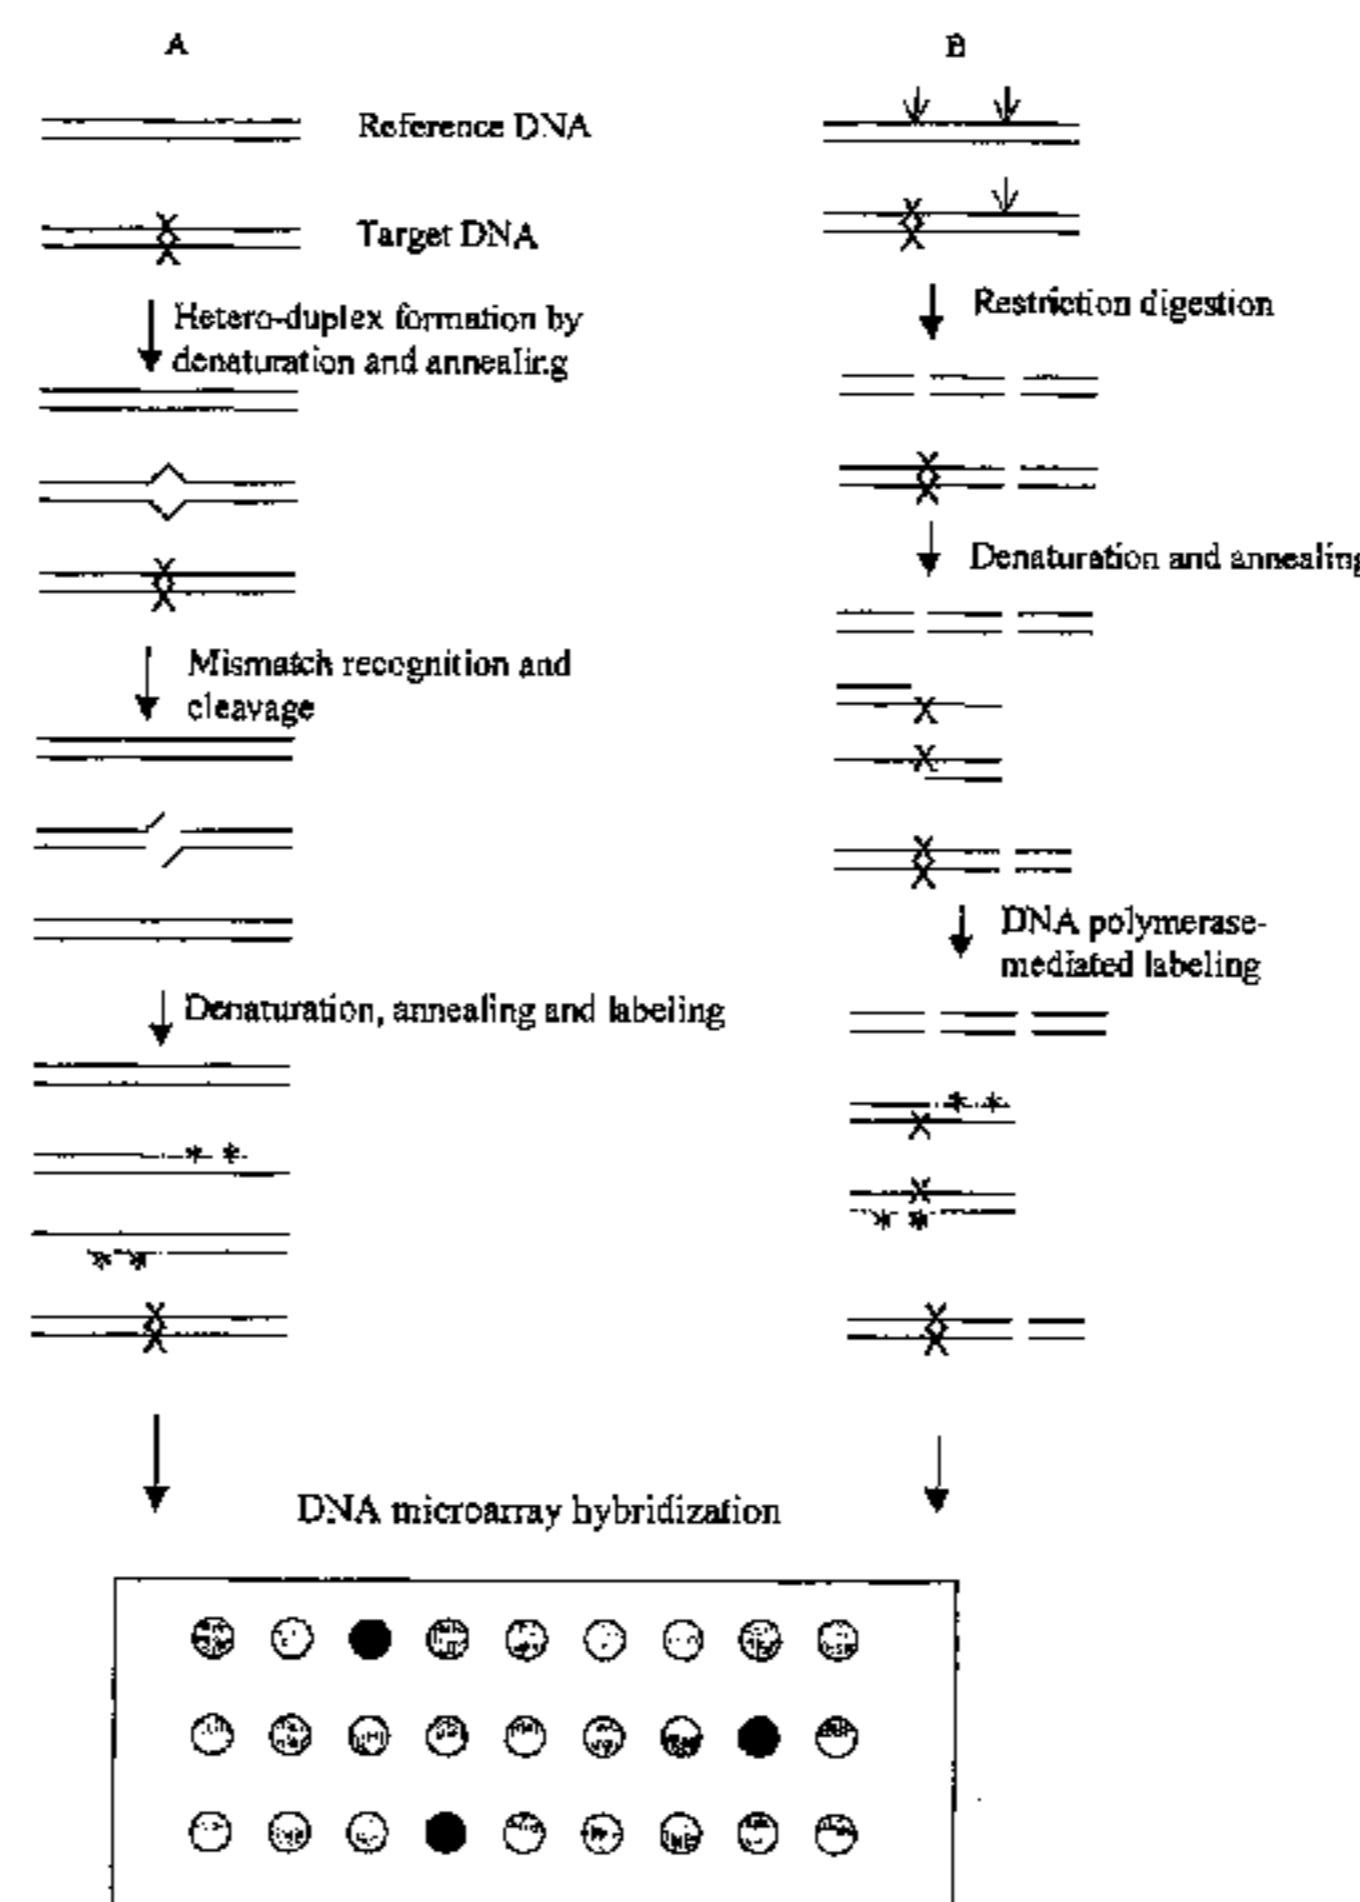 A
B
Reference DNA
Target DNA
Hetero-duplex formation by
denaturation and annealing
Restriction digestion
Denaturation and annealing
Mismatch recognition and
cleavage
DNA polymerase-
mediated labeling
Denaturation, annealing and labeling
DNA microarray hybridization